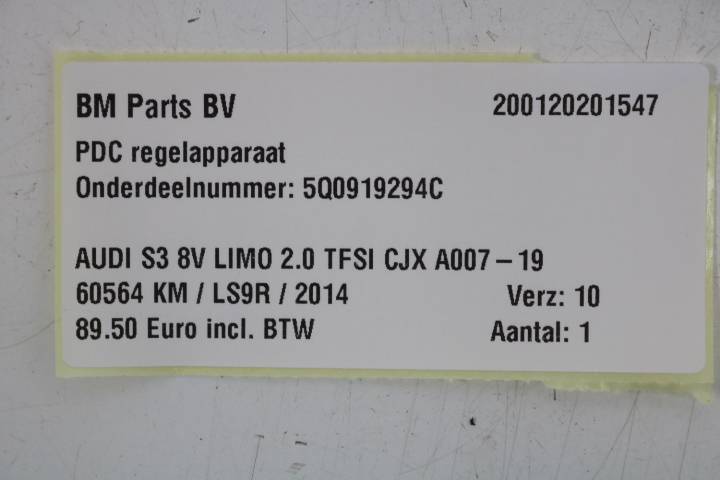 BM Parts BV 200120201547
PDC regelapparaat
Onderdeelnummer: 5Q0919294C
AUDI S3 8V LIMO 2.0 TFSI CJX A007-19
60564 KM / LS9R / 2014 Verz: 10
89.50 Euro incl. BTW Aantal: 1